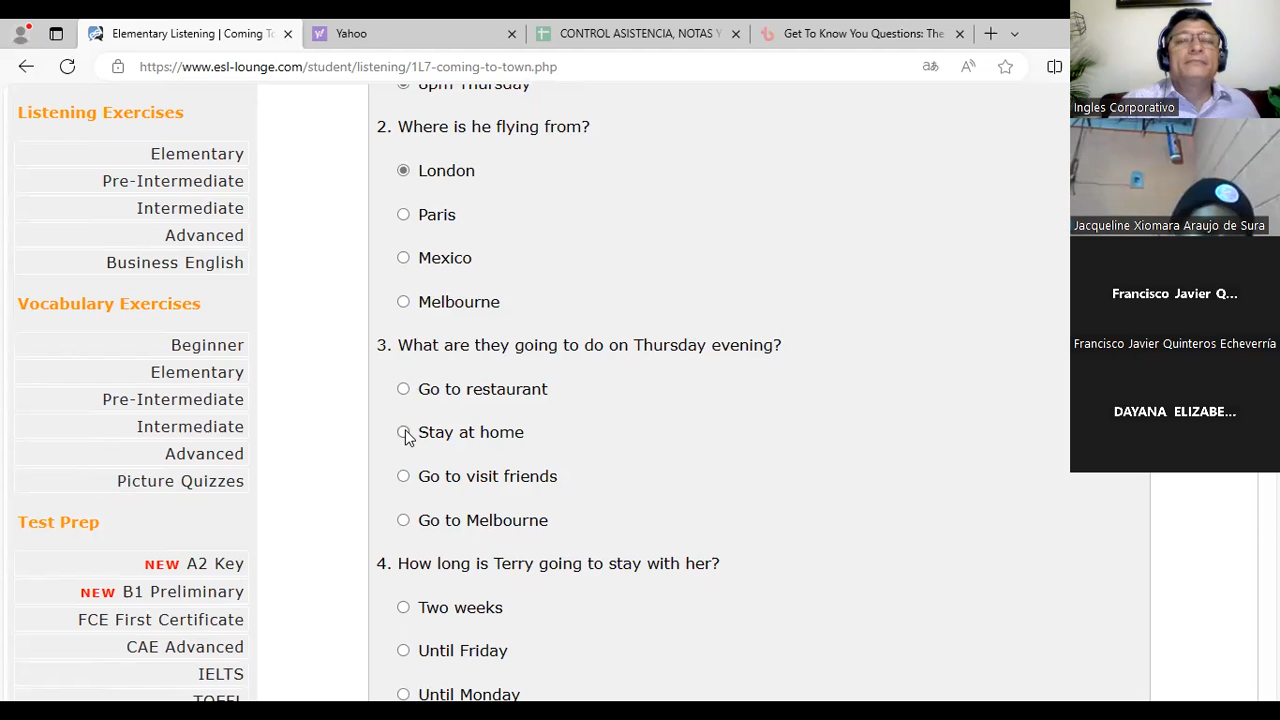 Elementary Listening | Coming To
Yahoo
CONTROL ASISTENCIA, NOTAS Y
Get To Know You Questions: The
https://www.esl-lounge.com/student/listening/1L7-coming-to-town.php
Listening Exercises
Elementary
Pre-Intermediate
Intermediate
Advanced
Business English
Vocabulary Exercises
Beginner
Elementary
Pre-Intermediate
Intermediate
Advanced
Picture Quizzes
Test Prep
NEW A2 Key
NEW B1 Preliminary
FCE First Certificate
CAE Advanced
IELTS
TOEFL
8pm Thursday
2. Where is he flying from?
London
Paris
Mexico
Melbourne
3. What are they going to do on Thursday evening?
Go to restaurant
Stay at home
Go to visit friends
Go to Melbourne
4. How long is Terry going to stay with her?
Two weeks
Until Friday
Until Monday
Ingles Corporativo
Jacqueline Xiomara Araujo de Sura
Francisco Javier Q...
Francisco Javier Quinteros Echeverría
DAYANA ELIZABE...